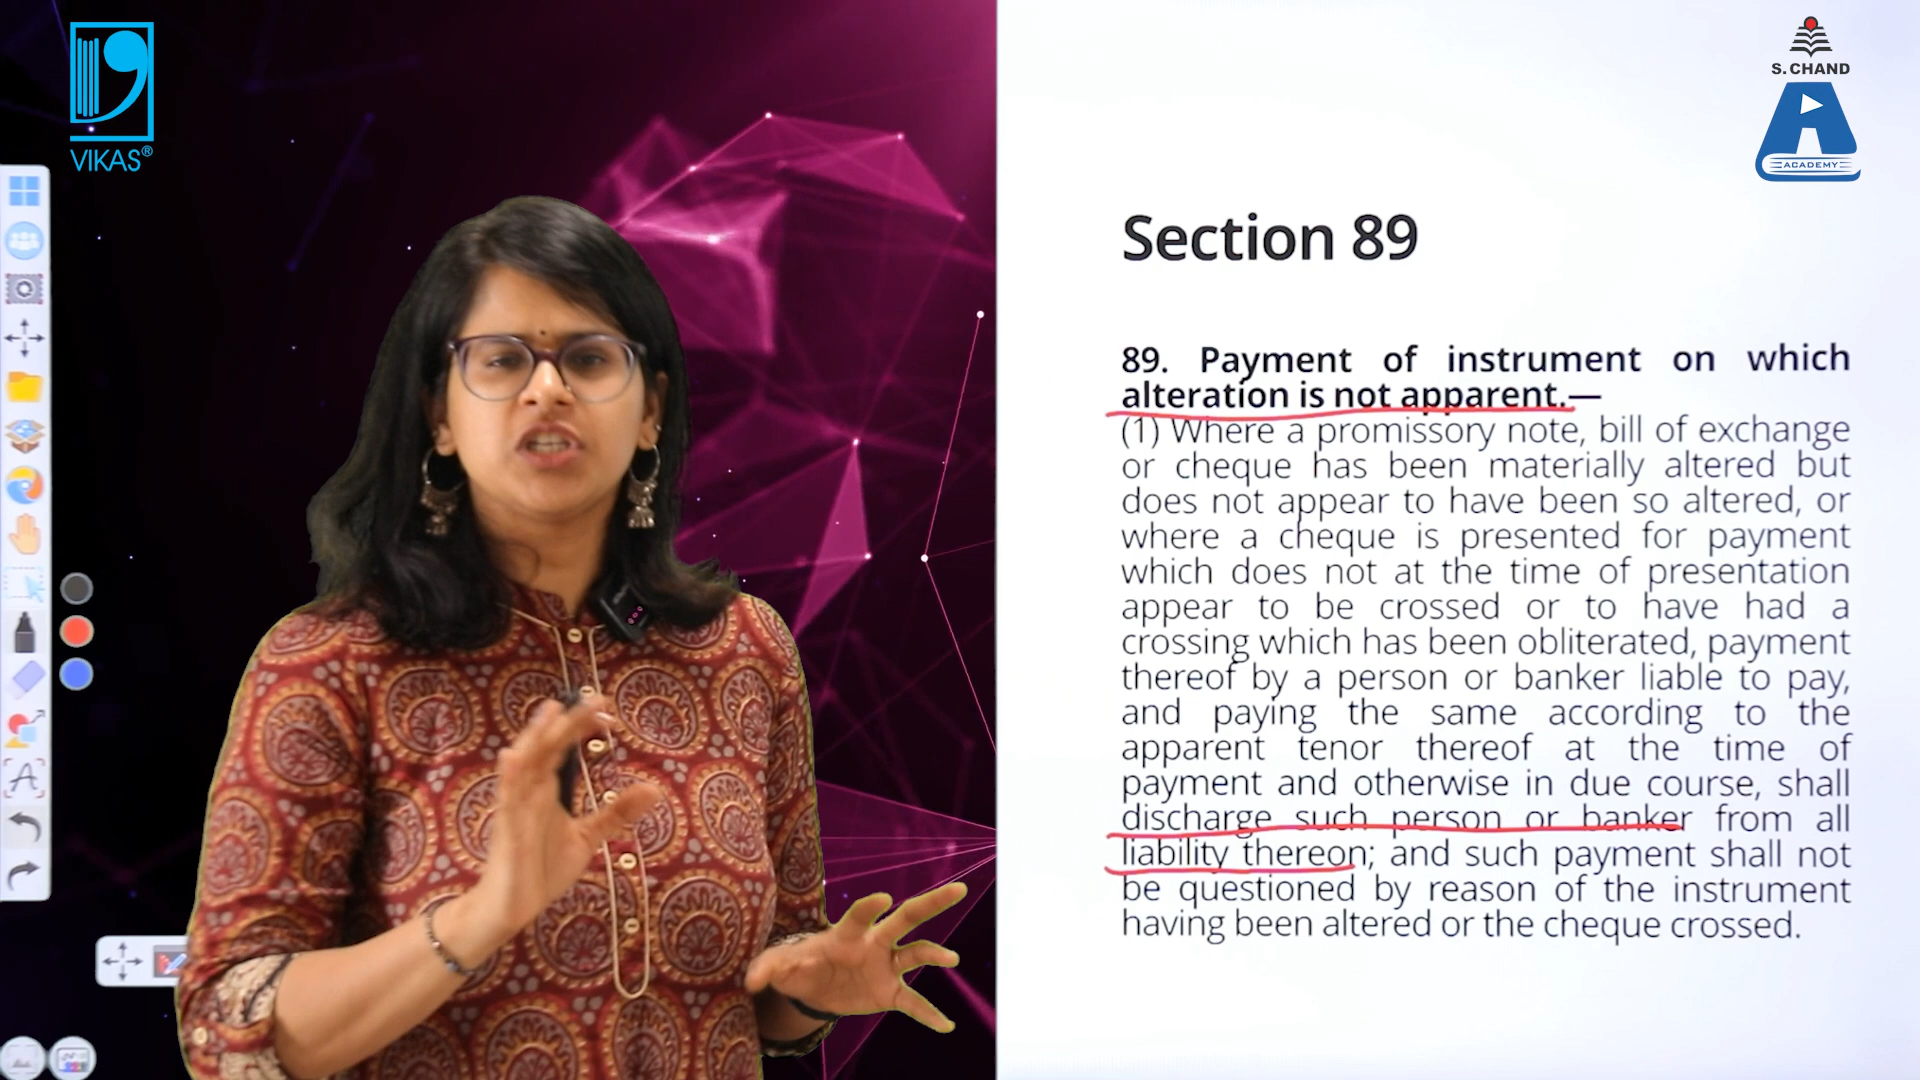 VIKAS®
S. CHAND
ACADEMY
Section 89
89. Payment of instrument on which
alteration is not apparent.—
(1) Where a promissory note, bill of exchange
or cheque has been materially altered but
does not appear to have been so altered, or
where a cheque is presented for payment
which does not at the time of presentation
appear to be crossed or to have had a
crossing which has been obliterated, payment
thereof by a person or banker liable to pay,
and paying the same according to the
apparent tenor thereof at the time of
payment and otherwise in due course, shall
discharge such person or banker from all
liability thereon; and such payment shall not
be questioned by reason of the instrument
having been altered or the cheque crossed.